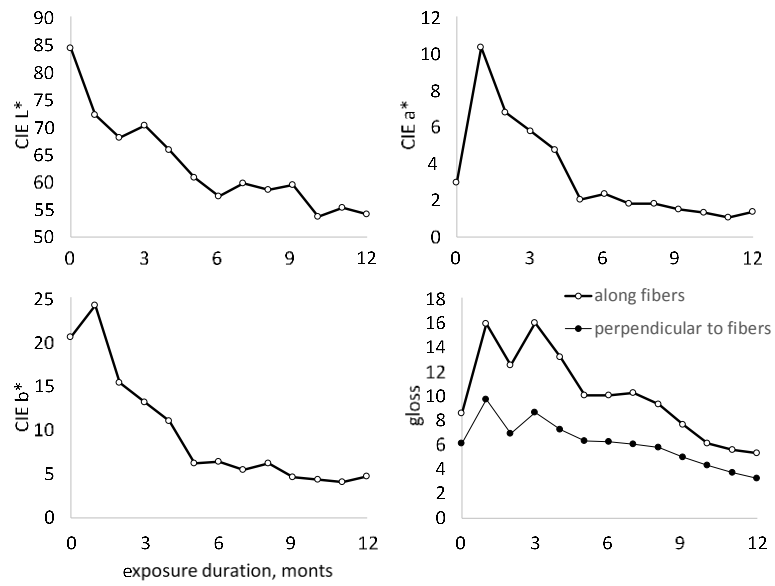 90
85
80
75
70
65
60
55
50
CIE L*
0 3 6 9 12
12
10
8
6
4
2
0
CIE a*
0 3 6 9 12
25
20
15
10
5
0
CIE b*
0 3 6 9 12
exposure duration, monts
18
16
14
12
10
8
6
4
2
0
gloss
along fibers
perpendicular to fibers
0 3 6 9 12